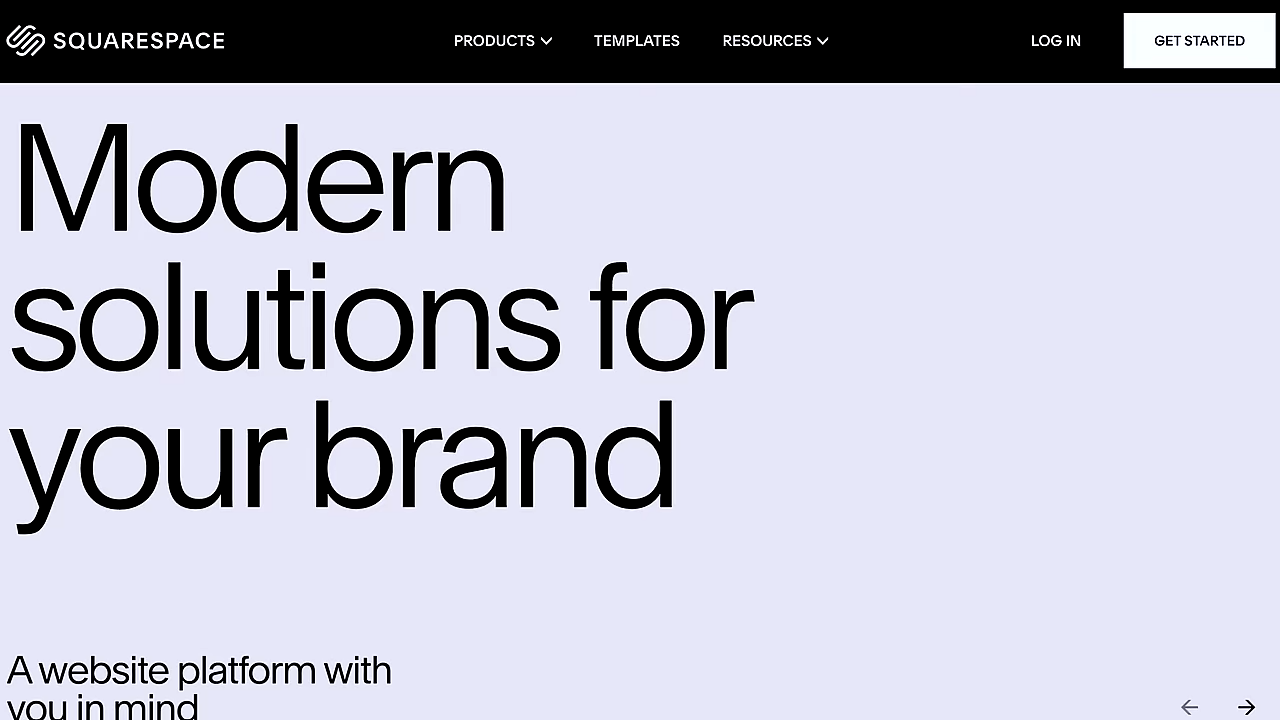 SQUARESPACE
PRODUCTS
TEMPLATES
RESOURCES
LOG IN
GET STARTED
Modern
solutions for
your brand
A website platform with
you in mind